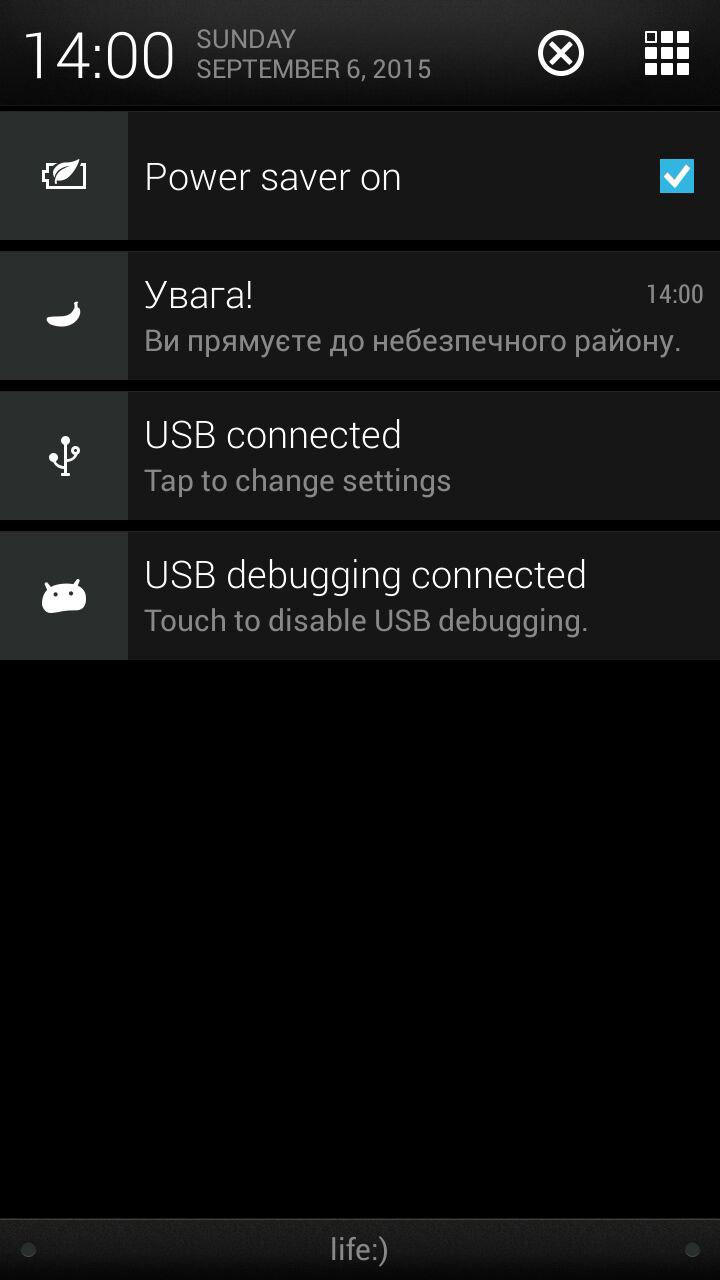 14:00
SUNDAY
SEPTEMBER 6, 2015
Power saver on
Увага!
14:00
Ви прямуєте до небезпечного району.
USB connected
Tap to change settings
USB debugging connected
Touch to disable USB debugging.
life:)